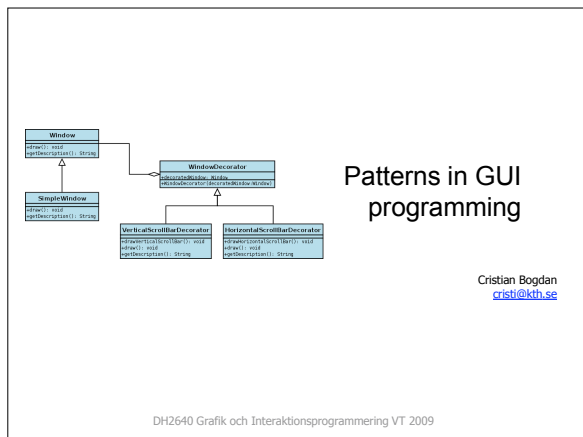 Window
+draw(): void
+getDescription(): String
WindowDecorator
+decoratedWindow: Window
+WindowDecorator(decoratedWindow:Window)
SimpleWindow
+draw(): void
+getDescription(): String
VerticalScrollBarDecorator
+drawVerticalScrollBar(): void
+draw(): void
+getDescription(): String
HorizontalScrollBarDecorator
+drawHorizontalScrollBar(): void
+draw(): void
+getDescription(): String
Patterns in GUI
programming
Cristian Bogdan
cristi@kth.se
DH2640 Grafik och Interaktionsprogrammering VT 2009